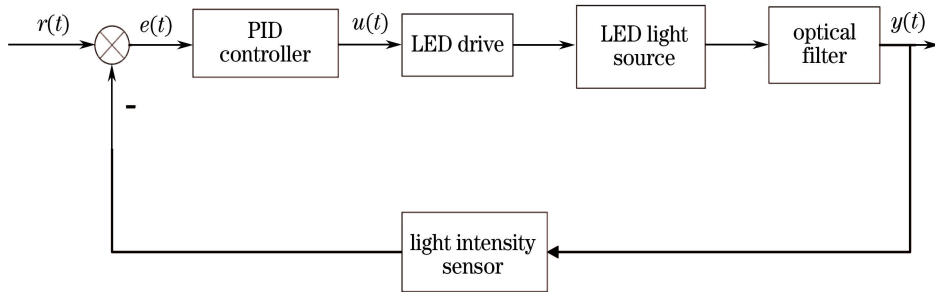 r(t)
e(t)
PID
controller
u(t)
LED drive
LED light
source
optical
filter
y(t)
-
light intensity
sensor